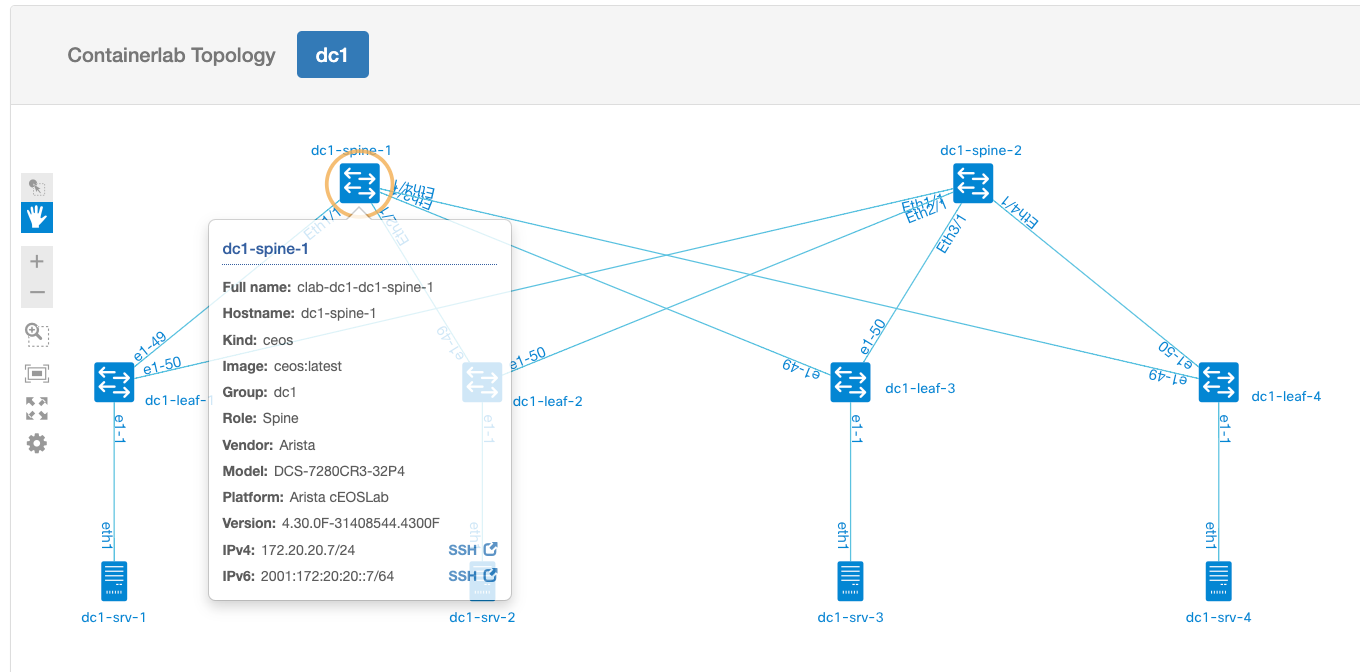 Containerlab Topology dc1
dc1-spine-1
dc1-spine-2
Eth1/1
Eth2/1
Eth3/1
Eth4/1
Eth1/1
Eth2/1
Eth3/1
Eth4/1
dc1-spine-1
Full name: clab-dc1-dc1-spine-1
Hostname: dc1-spine-1
Kind: ceos
Image: ceos:latest
Group: dc1
Role: Spine
Vendor: Arista
Model: DCS-7280CR3-32P4
Platform: Arista cEOSLab
Version: 4.30.0F-31408544.4300F
IPv4: 172.20.20.7/24 SSH
IPv6: 2001:172:20:20::7/64 SSH
e1-49
e1-50
e1-49
e1-50
e1-49
e1-50
e1-49
e1-50
dc1-leaf-
dc1-leaf-2
dc1-leaf-3
dc1-leaf-4
e1-1
e1-1
e1-1
e1-1
eth1
eth1
eth1
eth1
dc1-srv-1
dc1-srv-2
dc1-srv-3
dc1-srv-4